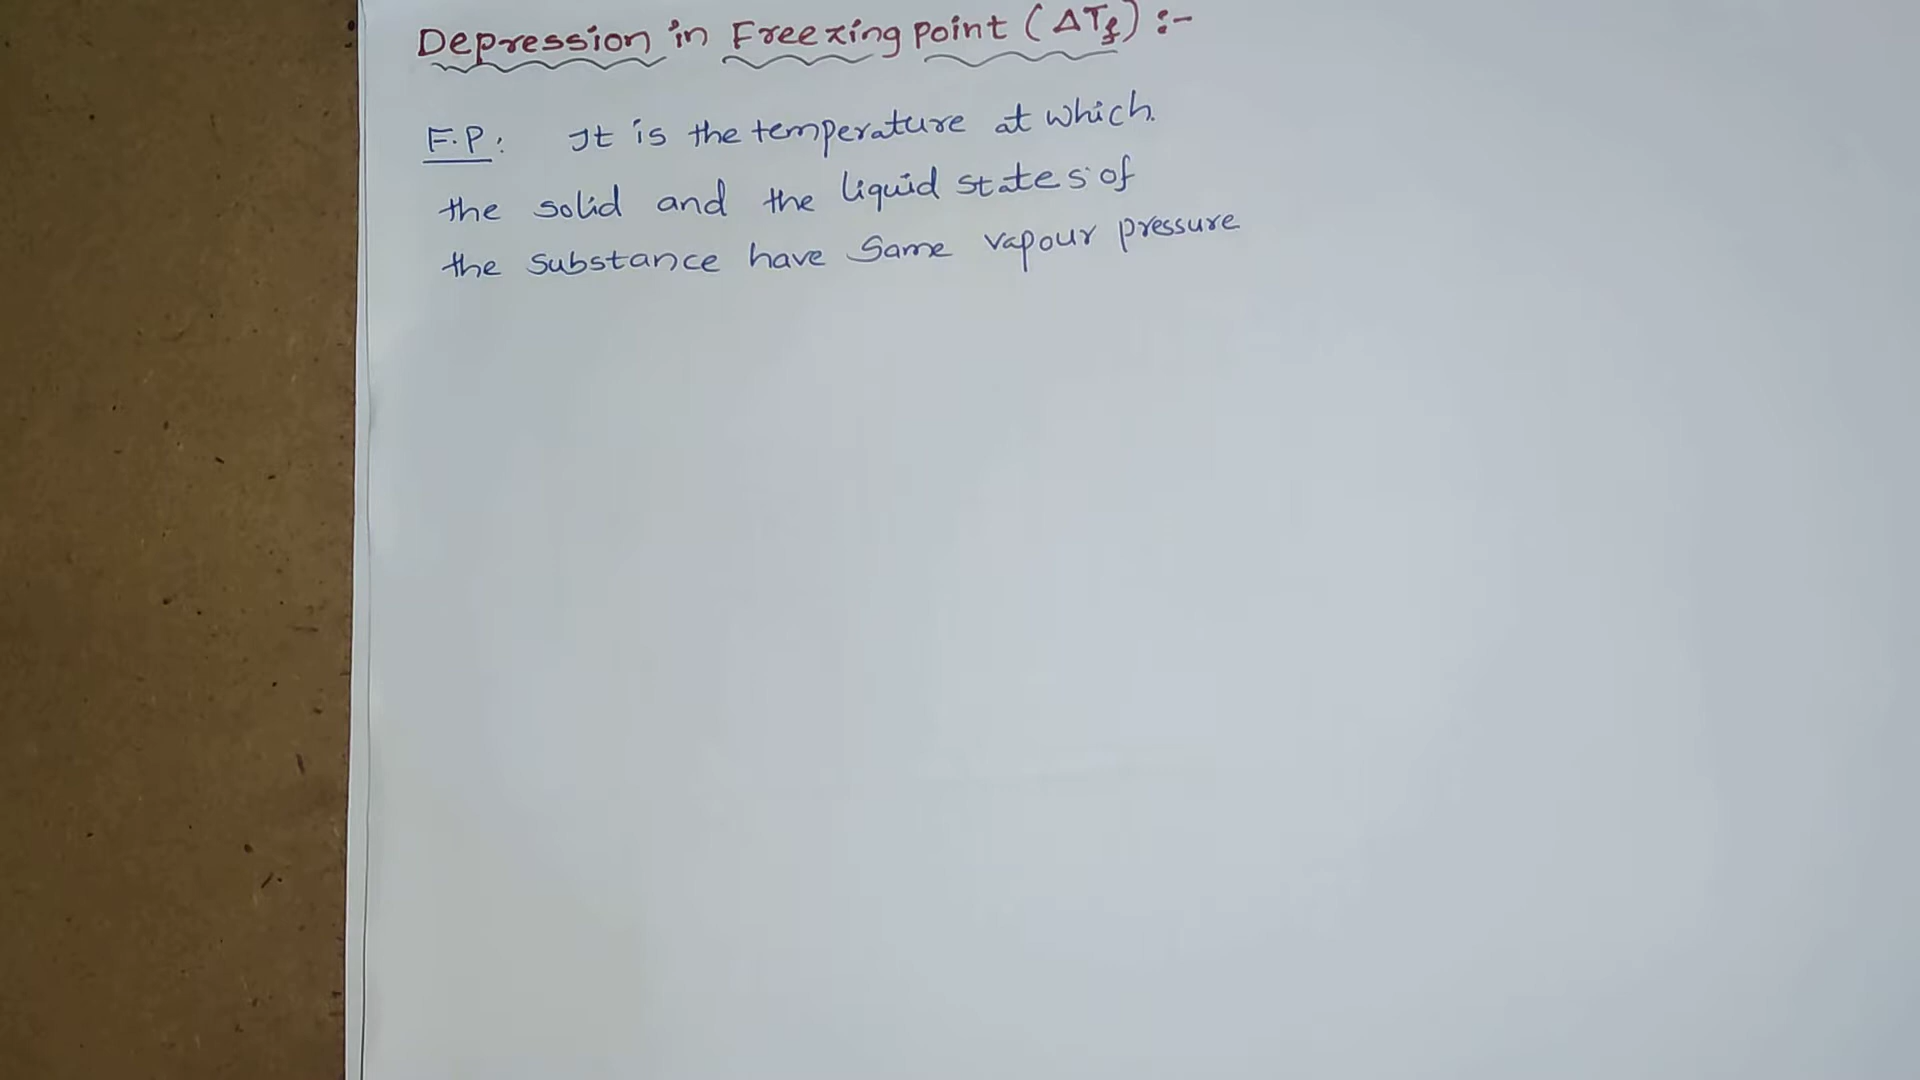 Depression in Freezing point (ΔTf) :-
F.P: It is the temperature at which
the solid and the liquid states of
the substance have same vapour pressure